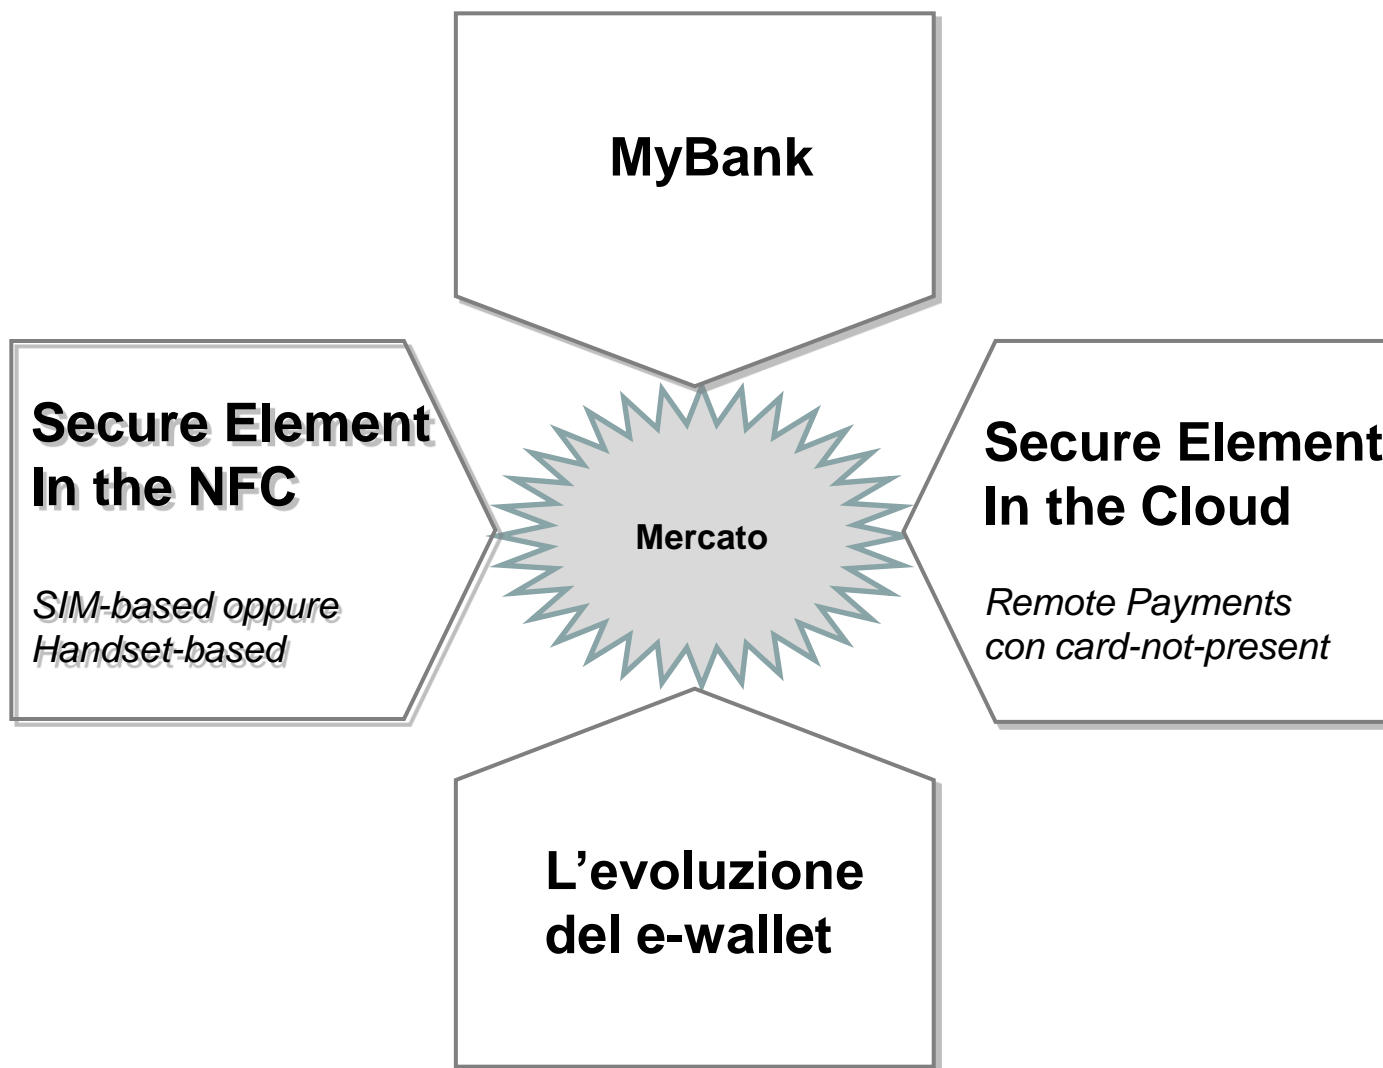 MyBank
Secure Element
In the NFC
SIM-based oppure
Handset-based
Mercato
Secure Element
In the Cloud
Remote Payments
con card-not-present
L’evoluzione
del e-wallet